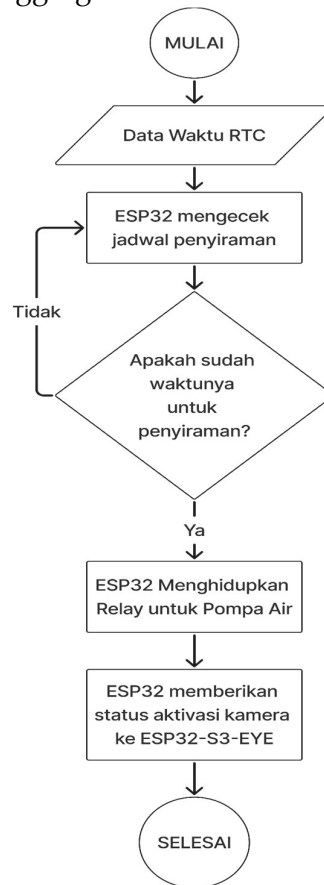 MULAI
Data Waktu RTC
ESP32 mengecek
jadwal penyiraman
Tidak
Apakah sudah
waktunya
untuk
penyiraman?
Ya
ESP32 Menghidupkan
Relay untuk Pompa Air
ESP32 memberikan
status aktivasi kamera
ke ESP32-S3-EYE
SELESAI